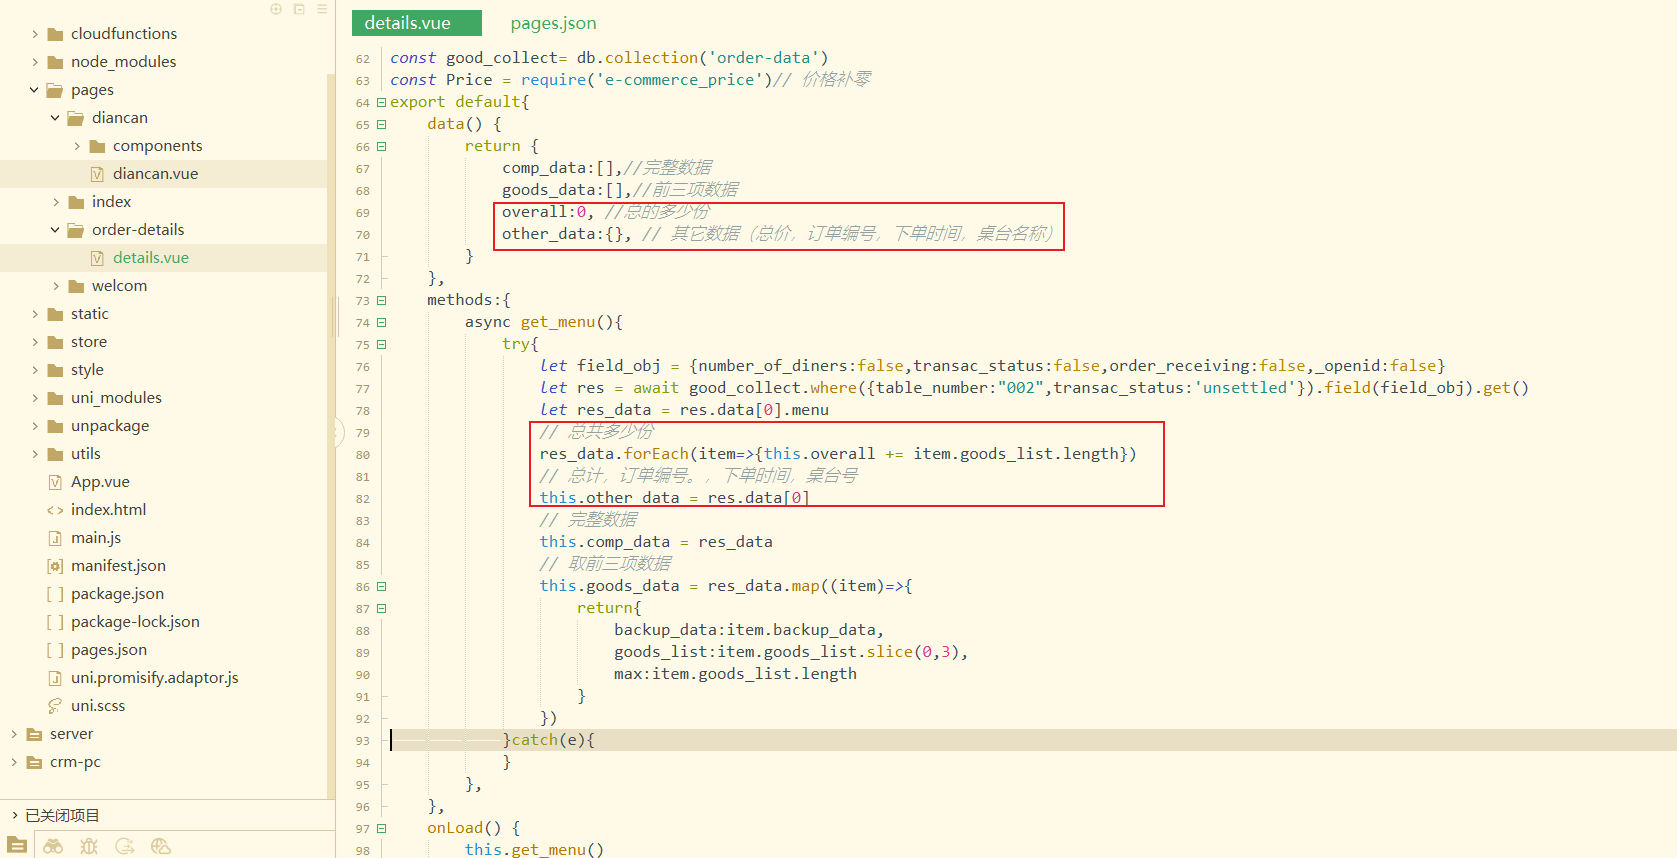 cloudfunctions
node_modules
pages
diancan
components
diancan.vue
index
order-details
details.vue
welcom
static
store
style
uni_modules
unpackage
utils
App.vue
index.html
main.js
manifest.json
package.json
package-lock.json
pages.json
uni.promisify.adaptor.js
uni.scss
server
crm-pc
已关闭项目
details.vue pages.json
62 const good_collect= db.collection('order-data')
63 const Price = require('e-commerce_price')// 价格补零
64 export default{
65 data() {
66 return {
67 comp_data:[],//完整数据
68 goods_data:[],//前三项数据
69 overall:0, //总的多少份
70 other_data:{}, // 其它数据（总价，订单编号，下单时间，桌台名称）
71 }
72 },
73 methods:{
74 async get_menu(){
75 try{
76 let field_obj = {number_of_diners:false,transac_status:false,order_receiving:false,_openid:false}
77 let res = await good_collect.where({table_number:"002",transac_status:'unsettled'}).field(field_obj).get()
78 let res_data = res.data[0].menu
79 // 总共多少份
80 res_data.forEach(item=>{this.overall += item.goods_list.length})
81 // 总计，订单编号。，下单时间，桌台号
82 this.other_data = res.data[0]
83 // 完整数据
84 this.comp_data = res_data
85 // 取前三项数据
86 this.goods_data = res_data.map((item)=>{
87 return{
88 backup_data:item.backup_data,
89 goods_list:item.goods_list.slice(0,3),
90 max:item.goods_list.length
91 }
92 })
93 }catch(e){
94 }
95 },
96 },
97 onLoad() {
98 this.get_menu()